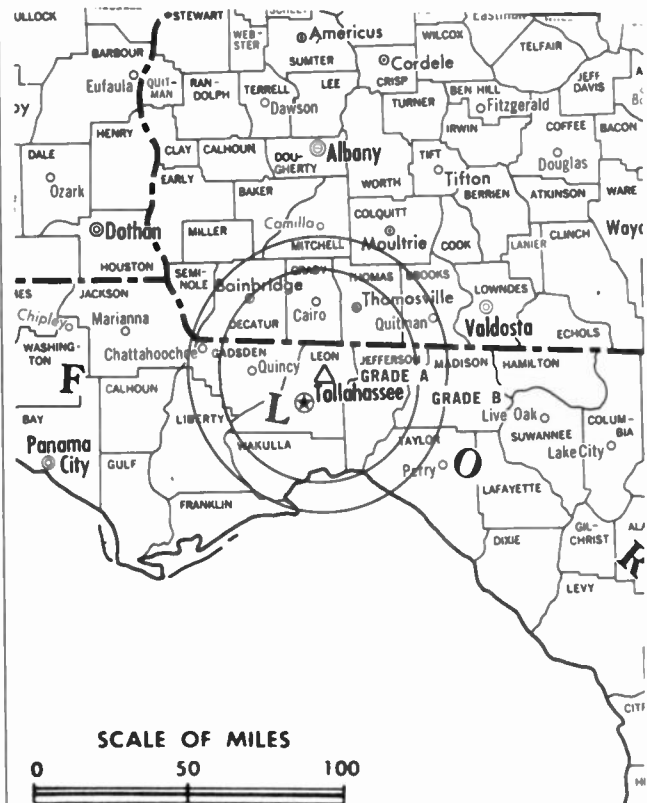 ULLOCK
STEWART
WEB-
STER
Americus
SUMTER
WILCOX
TELFAIR
BARBOUR
Eufaula
QUIT-
MAN
RAN-
DOLPH
TERRELL
Dawson
LEE
Cordele
CRISP
TURNER
BEN HILL
Fitzgerald
IRWIN
JEFF
DAVIS
HENRY
DALE
Ozark
CLAY
CALHOUN
EARLY
DOU-
GHERTY
Albany
WORTH
TIFT
Tifton
COFFEE
Douglas
BACON
BERRIEN
ATKINSON
WARE
BAKER
MILLER
Camilla
MITCHELL
COLQUITT
Moultrie
COOK
LANIER
CLINCH
Wayc
Dothan
HOUSTON
SEMI-
NOLE
Bainbridge
DECATUR
GRADY
Cairo
THOMAS
Thomasville
BROOKS
Quitman
LOWNDES
Valdosta
ECHOLS
MES
JACKSON
Chipley
Marianna
WASHING-
TON
Chattahoochee
GADSDEN
Quincy
LEON
Tallahassee
JEFFERSON
GRADE A
MADISON
GRADE B
HAMILTON
F
L
O
R
CALHOUN
LIBERTY
WAKULLA
TAYLOR
Perry
Live Oak
SUWANNEE
COLUM-
BIA
Lake City
BAY
Panama
City
GULF
FRANKLIN
LAFAYETTE
DIXIE
GIL-
CHRIST
ALA
LEVY
CIT
SCALE OF MILES
0 50 100